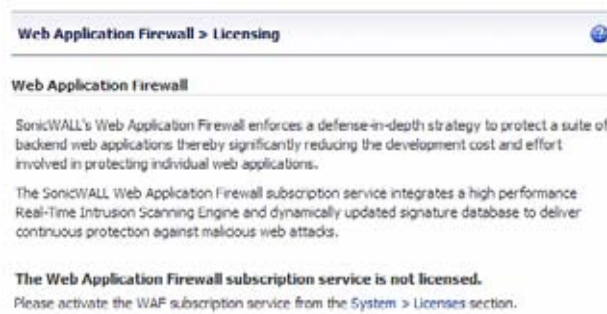 Web Application Firewall > Licensing
Web Application Firewall
SonicWALL's Web Application Firewall enforces a defense-in-depth strategy to protect a suite of
backend web applications thereby significantly reducing the development cost and effort
involved in protecting individual web applications.
The SonicWALL Web Application Firewall subscription service integrates a high performance
Real-Time Intrusion Scanning Engine and dynamically updated signature database to deliver
continuous protection against malicious web attacks.
The Web Application Firewall subscription service is not licensed.
Please activate the WAF subscription service from the System > Licenses section.